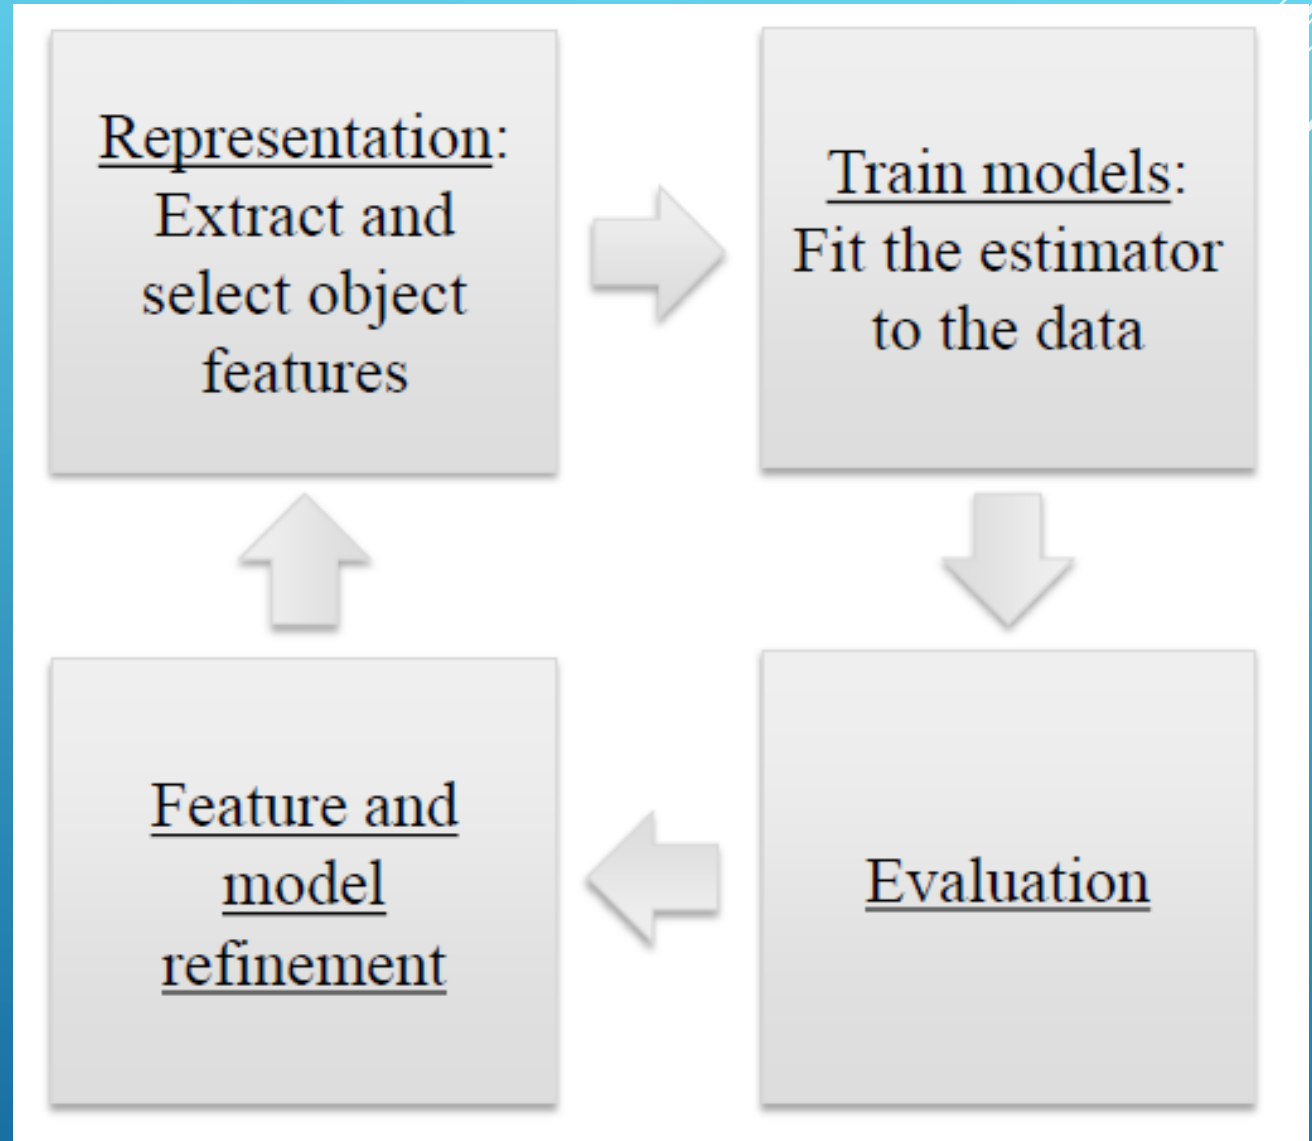 Representation:
Extract and
select object
features
Train models:
Fit the estimator
to the data
Feature and
model
refinement
Evaluation